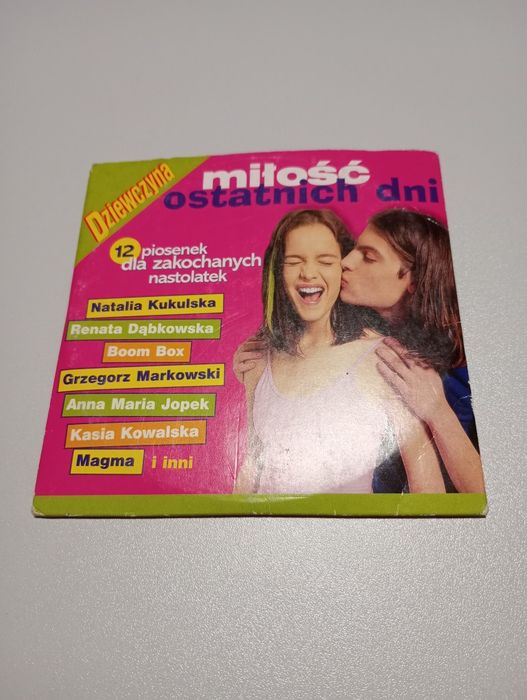 Dziewczyna
miłość
ostatnich dni
12 piosenek
dla zakochanych
nastolatek
Natalia Kukulska
Renata Dąbkowska
Boom Box
Grzegorz Markowski
Anna Maria Jopek
Kasia Kowalska
Magma i inni